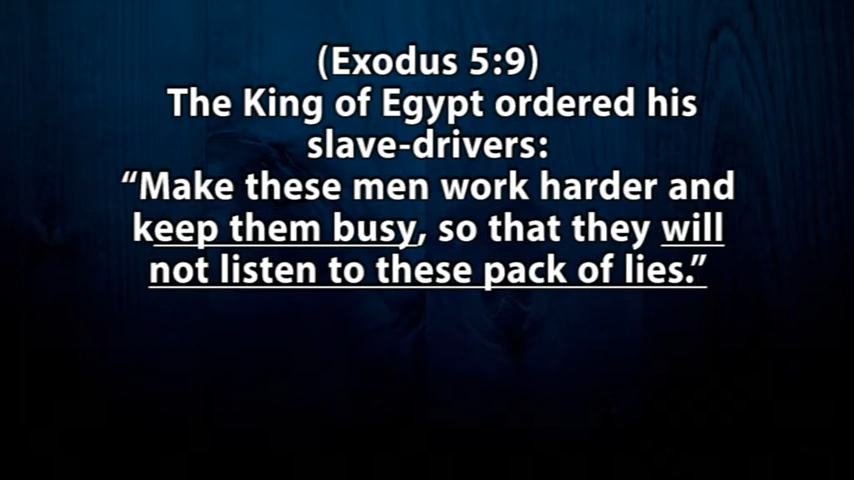 (Exodus 5:9)
The King of Egypt ordered his
slave-drivers:
“Make these men work harder and
keep them busy, so that they will
not listen to these pack of lies.”